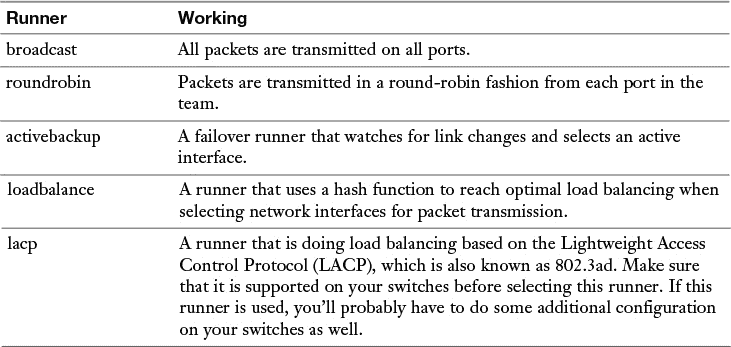 Runner Working
broadcast All packets are transmitted on all ports.
roundrobin Packets are transmitted in a round-robin fashion from each port in the
team.
activebackup A failover runner that watches for link changes and selects an active
interface.
loadbalance A runner that uses a hash function to reach optimal load balancing when
selecting network interfaces for packet transmission.
lacp A runner that is doing load balancing based on the Lightweight Access
Control Protocol (LACP), which is also known as 802.3ad. Make sure
that it is supported on your switches before selecting this runner. If this
runner is used, you’ll probably have to do some additional configuration
on your switches as well.